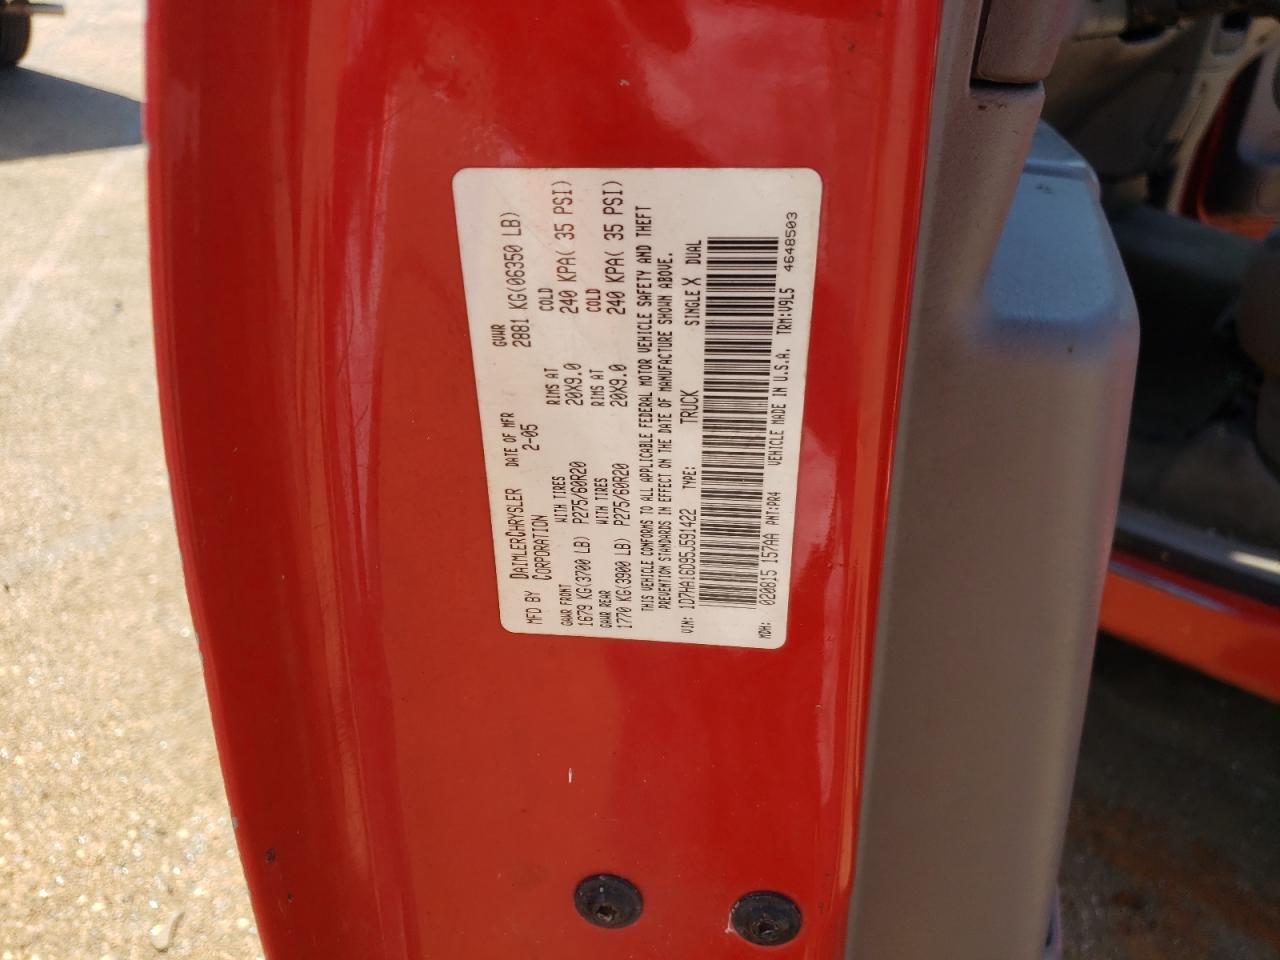 MFD BY DAIMLERCHRYSLER CORPORATION DATE OF MFR 2-05 GVWR 2881 KG(06350 LB)
GAWR FRONT WITH TIRES RIMS AT COLD
1679 KG(3700 LB) P275/60R20 20X9.0 240 KPA( 35 PSI)
GAWR REAR WITH TIRES RIMS AT COLD
1770 KG(3900 LB) P275/60R20 20X9.0 240 KPA( 35 PSI)
THIS VEHICLE CONFORMS TO ALL APPLICABLE FEDERAL MOTOR VEHICLE SAFETY AND THEFT
PREVENTION STANDARDS IN EFFECT ON THE DATE OF MANUFACTURE SHOWN ABOVE.
VIN: 1D7HA16D95J591422 TYPE: TRUCK SINGLE X DUAL
MDH: 020815 157AA PNT:PR4 VEHICLE MADE IN U.S.A. TRM:V9L5 4648503